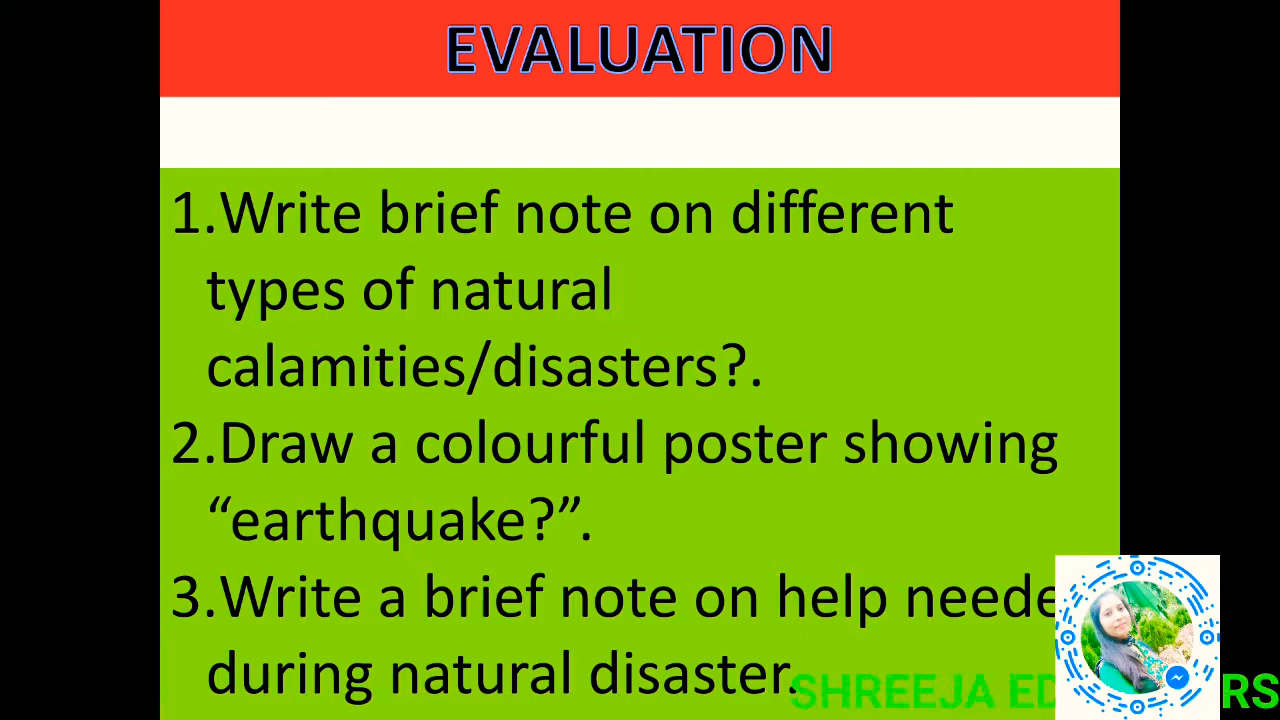 EVALUATION
1.Write brief note on different
types of natural
calamities/disasters?.
2.Draw a colourful poster showing
“earthquake?”.
3.Write a brief note on help neede
during natural disaster.
SHREEJA ED RS